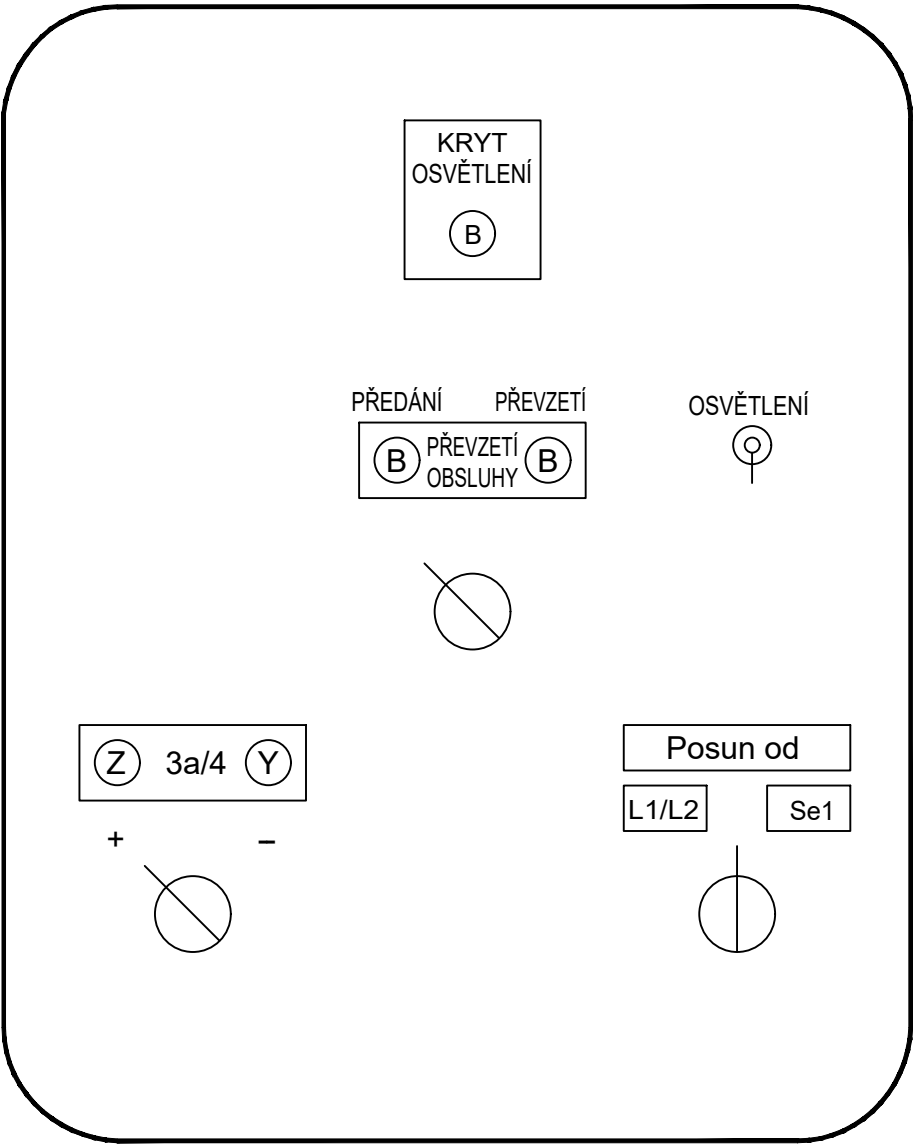 KRYT
OSVĚTLENÍ
B
PŘEDÁNÍ PŘEVZETÍ
OSVĚTLENÍ
B PŘEVZETÍ OBSLUHY B
Z 3a/4 Y
+ –
Posun od
L1/L2 Se1